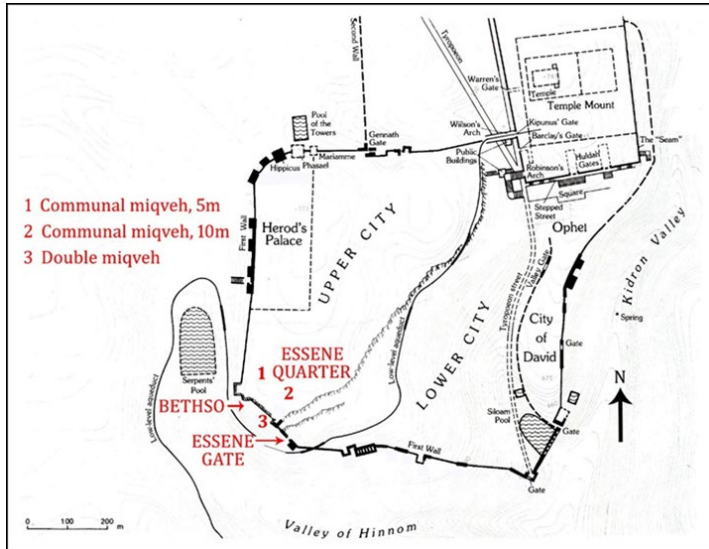 Second Wall
Tyropoeon
Warren's
Gate
Temple
Temple Mount
Pool
of the
Towers
Gennath
Gate
Wilson's
Arch
Kipunus' Gate
Barclay's Gate
Public
Buildings
The "Seam"
Hippicus
Phasael
Mariamme
Robinson's
Arch
Huldah
Gates
Square
Stepped
Street
Ophel
1 Communal miqveh, 5m
2 Communal miqveh, 10m
3 Double miqveh
First Wall
Herod's
Palace
UPPER CITY
Valley Gate
Kidron Valley
Tyropoeon street
LOWER CITY
Low-level aqueduct
Spring
City
of
David
Gate
ESSENE
QUARTER
1
2
3
Serpents'
Pool
Low-level aqueduct
BETHSO
ESSENE
GATE
N
Siloam
Pool
Gate
First Wall
Gate
0 100 200 m
Valley of Hinnom